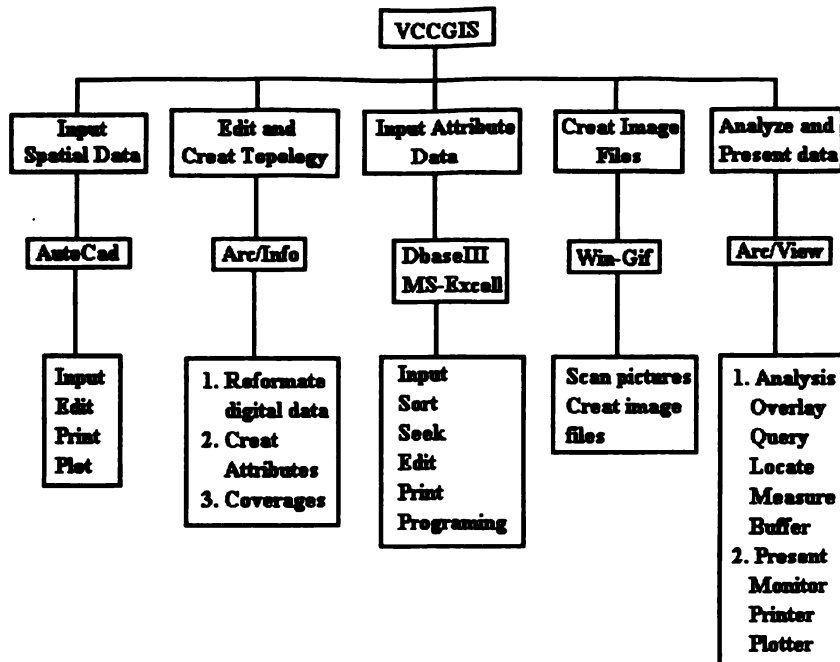 VCCGIS
Input
Spatial Data
Edit and
Creat Topology
Input Attribute
Data
Creat Image
Files
Analyze and
Present data
AutoCad
Arc/Info
DbaseIII
MS-Excell
Win-Gif
Arc/View
Input
Edit
Print
Plot
1. Reformate
digital data
2. Creat
Attributes
3. Coverages
Input
Sort
Seek
Edit
Print
Programing
Scan pictures
Creat image
files
1. Analysis
Overlay
Query
Locate
Measure
Buffer
2. Present
Monitor
Printer
Plotter